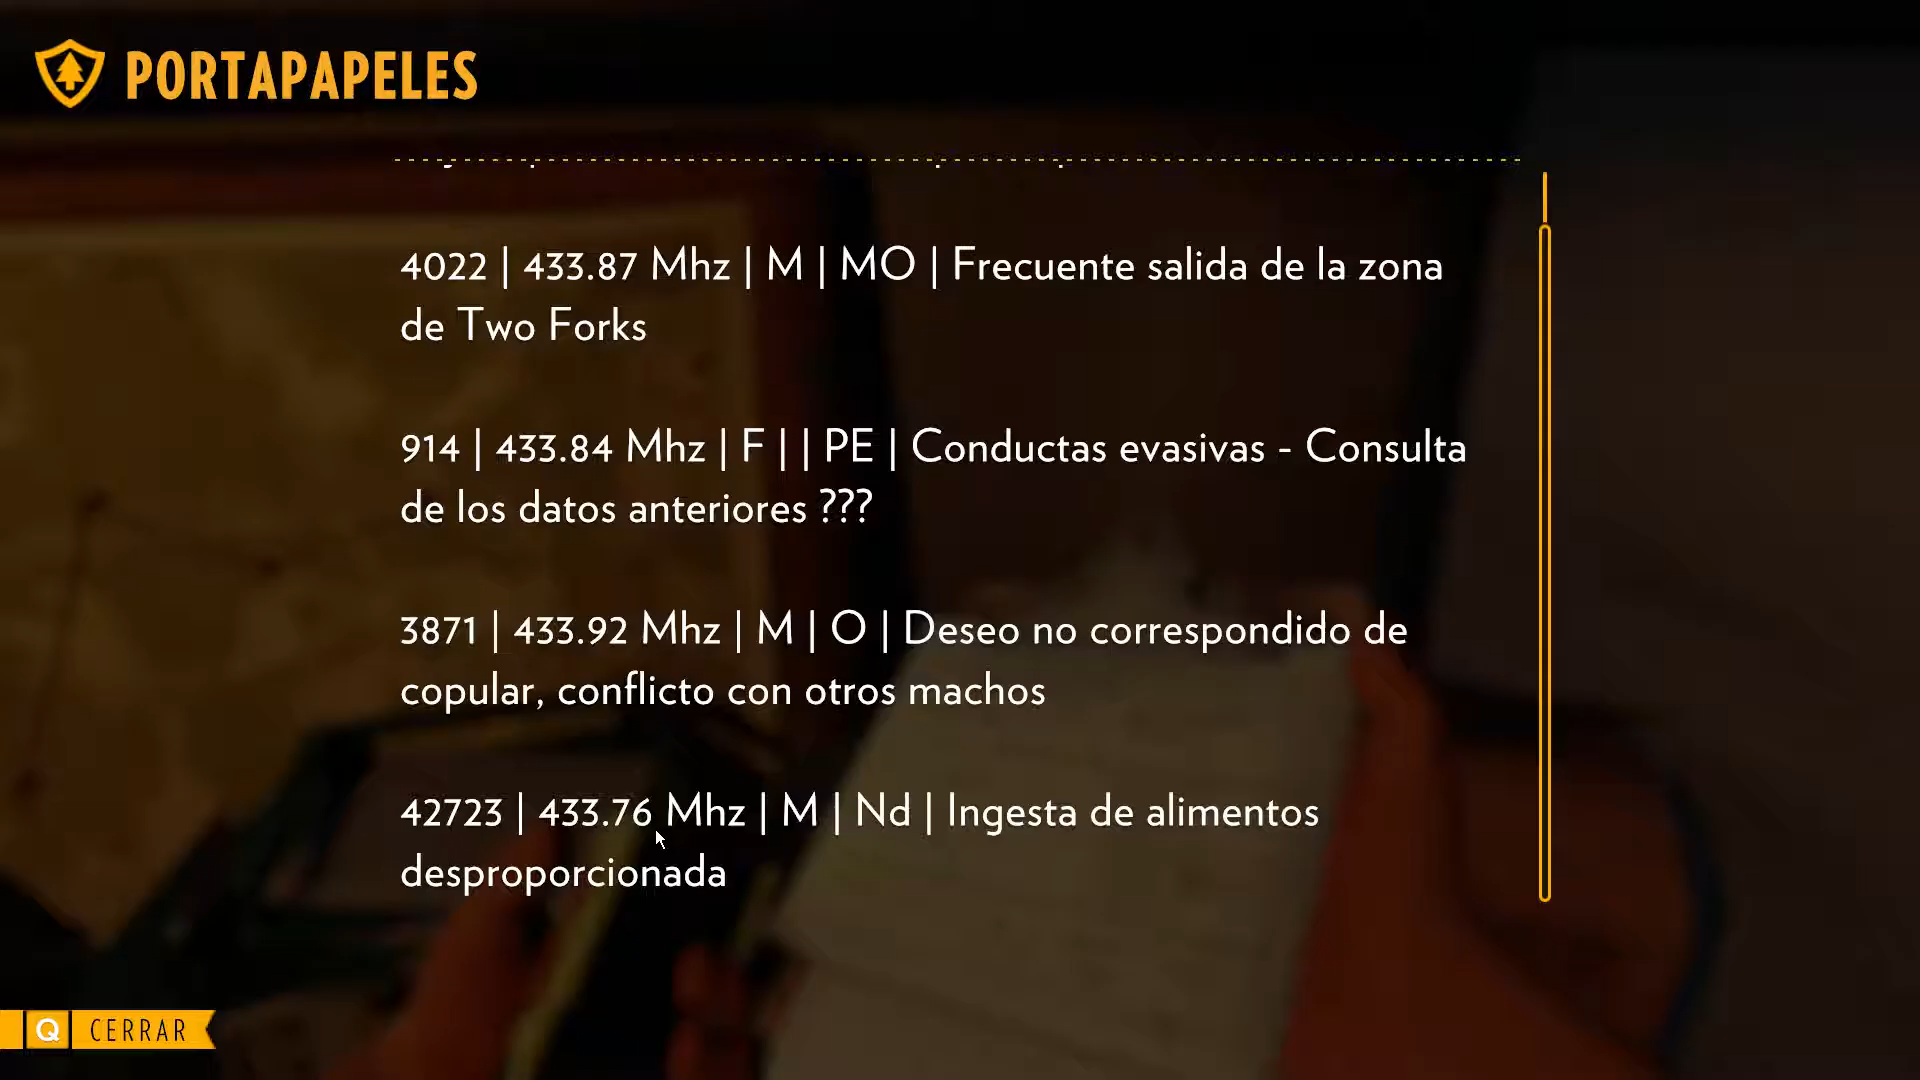 PORTAPAPELES
4022 | 433.87 Mhz | M | MO | Frecuente salida de la zona
de Two Forks
914 | 433.84 Mhz | F | | PE | Conductas evasivas - Consulta
de los datos anteriores ???
3871 | 433.92 Mhz | M | O | Deseo no correspondido de
copular, conflicto con otros machos
42723 | 433.76 Mhz | M | Nd | Ingesta de alimentos
desproporcionada
Q CERRAR